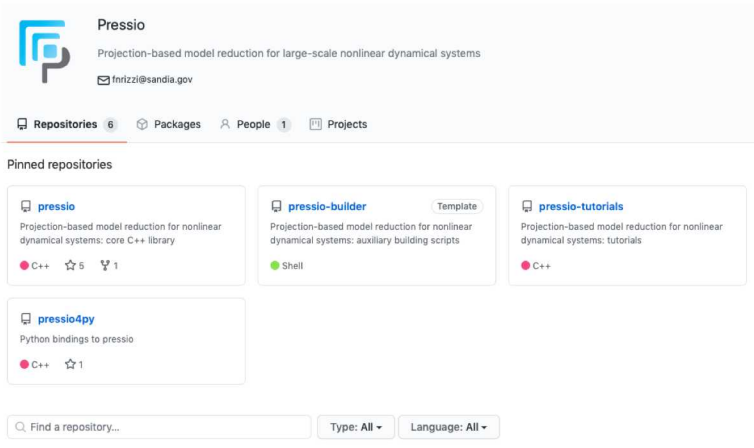 Pressio
Projection-based model reduction for large-scale nonlinear dynamical systems
fnrizzi@sandia.gov
Repositories 6 Packages People 1 Projects
Pinned repositories
pressio
Projection-based model reduction for nonlinear
dynamical systems: core C++ library
C++ 5 1
pressio-builder Template
Projection-based model reduction for nonlinear
dynamical systems: auxiliary building scripts
Shell
pressio-tutorials
Projection-based model reduction for nonlinear
dynamical systems: tutorials
C++
pressio4py
Python bindings to pressio
C++ 1
Find a repository... Type: All Language: All